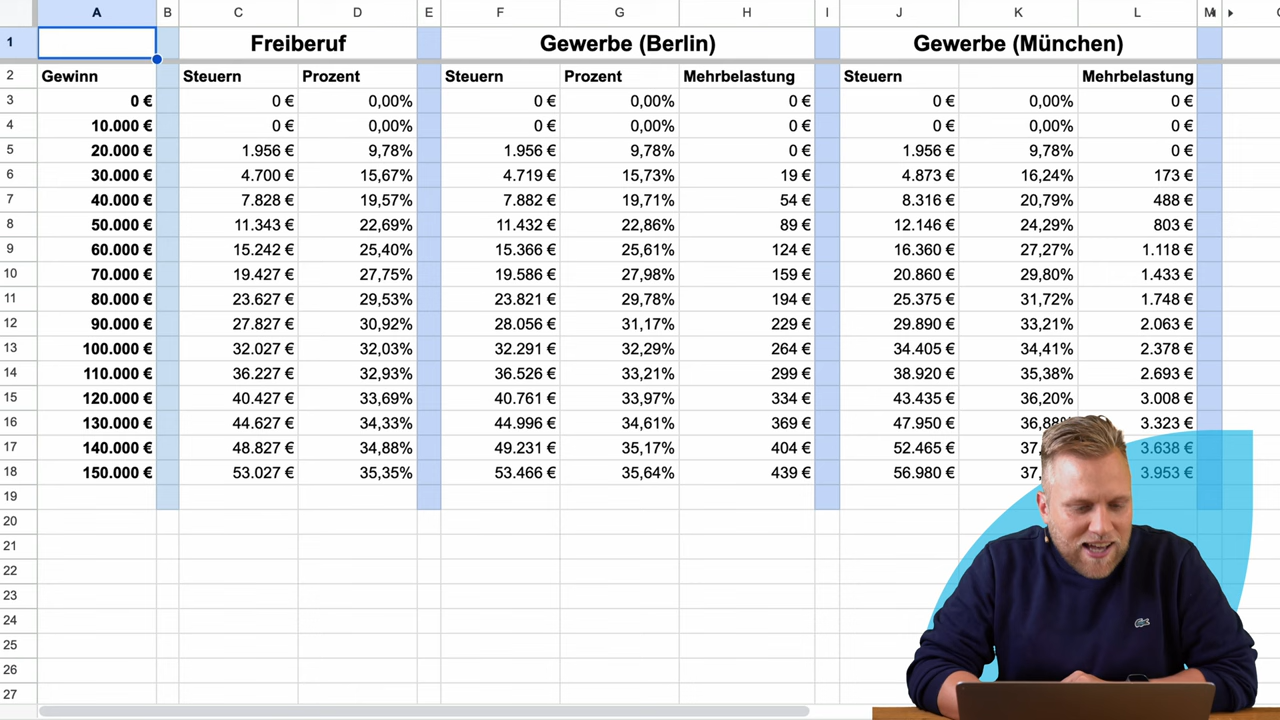 A B C D E F G H I J K L M
1 Freiberuf Gewerbe (Berlin) Gewerbe (München)
2 Gewinn Steuern Prozent Steuern Prozent Mehrbelastung Steuern Mehrbelastung
3 0 € 0 € 0,00% 0 € 0,00% 0 € 0 € 0,00% 0 €
4 10.000 € 0 € 0,00% 0 € 0,00% 0 € 0 € 0,00% 0 €
5 20.000 € 1.956 € 9,78% 1.956 € 9,78% 0 € 1.956 € 9,78% 0 €
6 30.000 € 4.700 € 15,67% 4.719 € 15,73% 19 € 4.873 € 16,24% 173 €
7 40.000 € 7.828 € 19,57% 7.882 € 19,71% 54 € 8.316 € 20,79% 488 €
8 50.000 € 11.343 € 22,69% 11.432 € 22,86% 89 € 12.146 € 24,29% 803 €
9 60.000 € 15.242 € 25,40% 15.366 € 25,61% 124 € 16.360 € 27,27% 1.118 €
10 70.000 € 19.427 € 27,75% 19.586 € 27,98% 159 € 20.860 € 29,80% 1.433 €
11 80.000 € 23.627 € 29,53% 23.821 € 29,78% 194 € 25.375 € 31,72% 1.748 €
12 90.000 € 27.827 € 30,92% 28.056 € 31,17% 229 € 29.890 € 33,21% 2.063 €
13 100.000 € 32.027 € 32,03% 32.291 € 32,29% 264 € 34.405 € 34,41% 2.378 €
14 110.000 € 36.227 € 32,93% 36.526 € 33,21% 299 € 38.920 € 35,38% 2.693 €
15 120.000 € 40.427 € 33,69% 40.761 € 33,97% 334 € 43.435 € 36,20% 3.008 €
16 130.000 € 44.627 € 34,33% 44.996 € 34,61% 369 € 47.950 € 36,88% 3.323 €
17 140.000 € 48.827 € 34,88% 49.231 € 35,17% 404 € 52.465 € 37, 3.638 €
18 150.000 € 53.027 € 35,35% 53.466 € 35,64% 439 € 56.980 € 37, 3.953 €
19
20
21
22
23
24
25
26
27